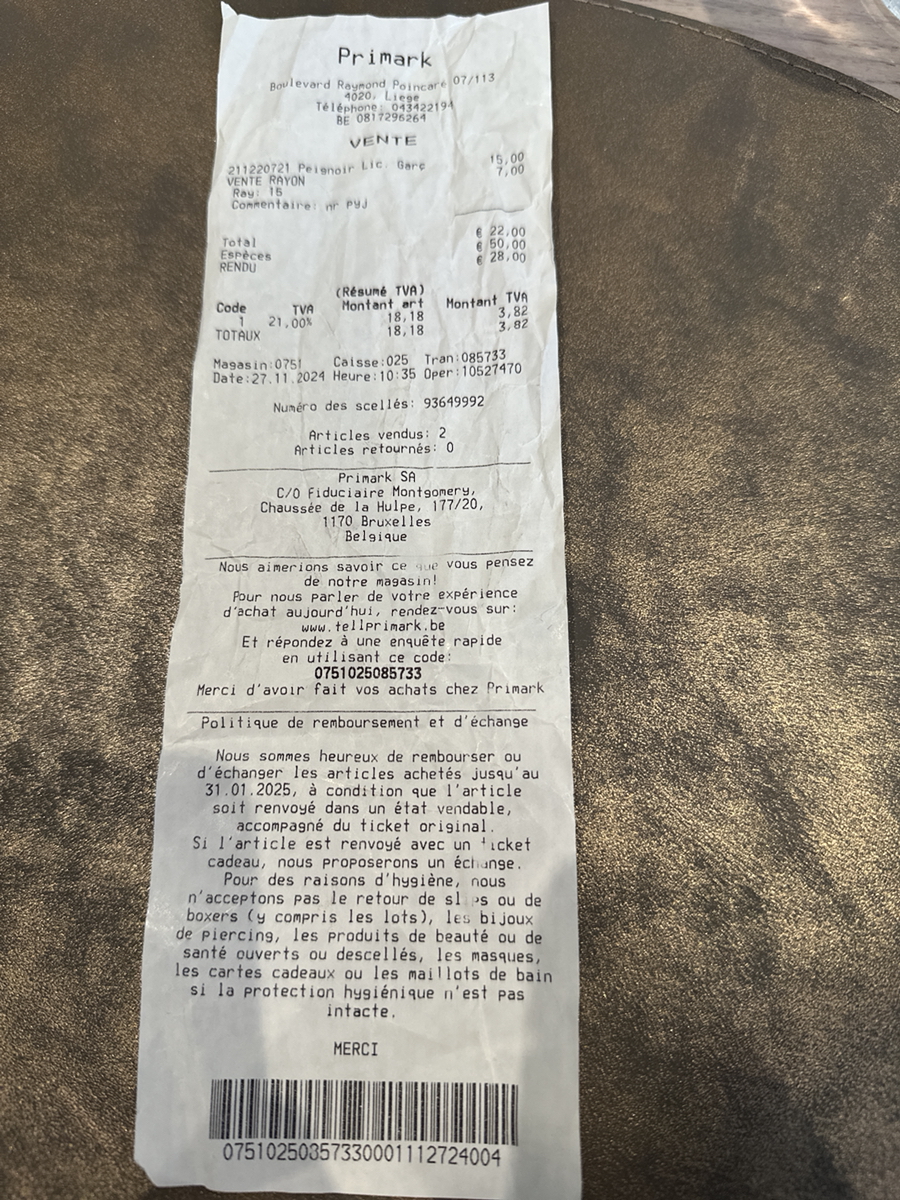 Primark
Boulevard Raymond Poincaré 07/113
4020, Liege
Téléphone: 043422194
BE 0817296264
VENTE
211220721 Peignoir Lic. Garç 15,00
VENTE RAYON 7,00
Ray: 15
Commentaire: nr PYJ
Total € 22,00
Espèces € 50,00
RENDU € 28,00
(Résumé TVA)
Code TVA Montant art Montant TVA
1 21,00% 18,18 3,82
TOTAUX 18,18 3,82
Magasin:0751 Caisse:025 Tran:085733
Date:27.11.2024 Heure:10:35 Oper:10527470
Numéro des scellés: 93649992
Articles vendus: 2
Articles retournés: 0
Primark SA
C/O Fiduciaire Montgomery,
Chaussée de la Hulpe, 177/20,
1170 Bruxelles
Belgique
Nous aimerions savoir ce que vous pensez
de notre magasin!
Pour nous parler de votre expérience
d'achat aujourd'hui, rendez-vous sur:
www.tellprimark.be
Et répondez à une enquête rapide
en utilisant ce code:
0751025085733
Merci d'avoir fait vos achats chez Primark
Politique de remboursement et d'échange
Nous sommes heureux de rembourser ou
d'échanger les articles achetés jusqu'au
31.01.2025, à condition que l'article
soit renvoyé dans un état vendable,
accompagné du ticket original.
Si l'article est renvoyé avec un ticket
cadeau, nous proposerons un échange.
Pour des raisons d'hygiène, nous
n'acceptons pas le retour de slips ou de
boxers (y compris les lots), les bijoux
de piercing, les produits de beauté ou de
santé ouverts ou descellés, les masques,
les cartes cadeaux ou les maillots de bain
si la protection hygiénique n'est pas
intacte.
MERCI
07510250857330001112724004